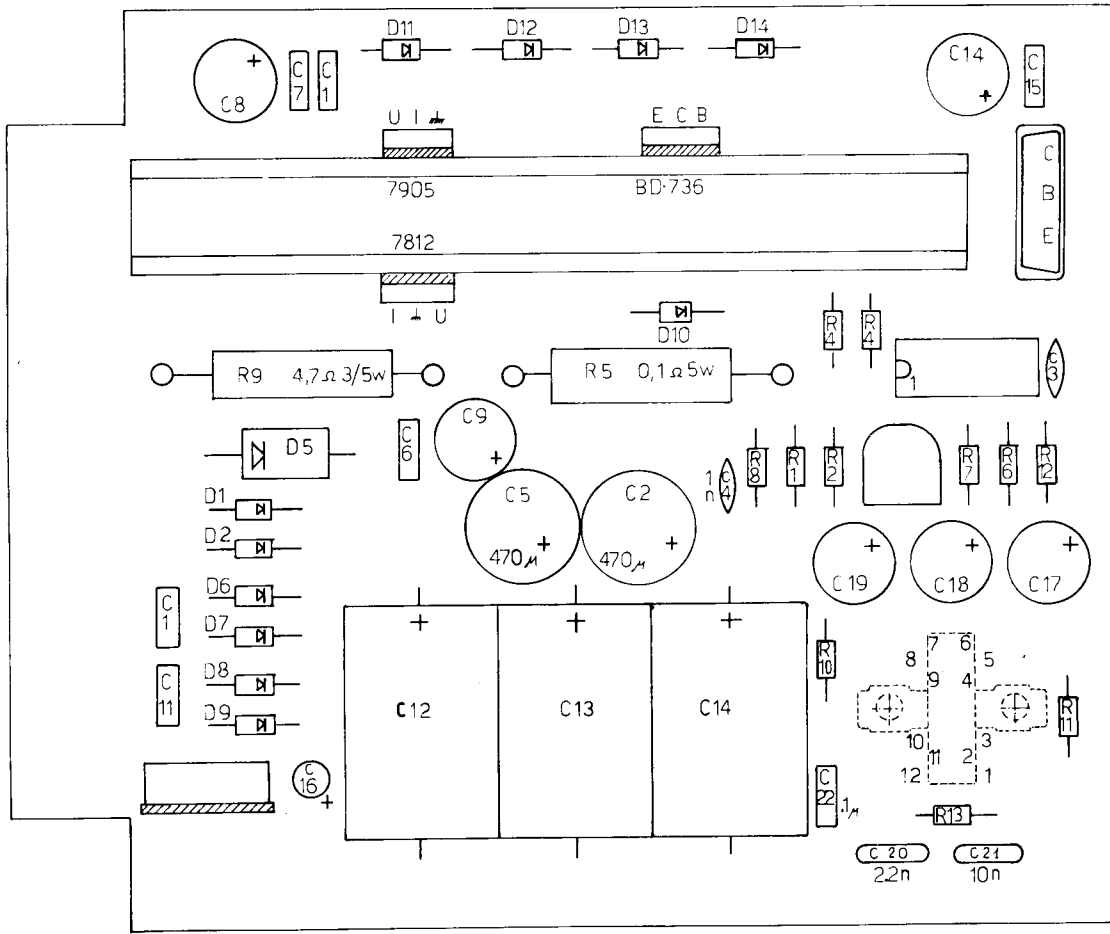 D11 D12 D13 D14
C8
C7
C1
C14
C15
U I
E C B
7905
BD·736
C
B
E
7812
I U
D10
R4
R4
R9 4,7Ω 3/5w
R5 0,1Ω 5w
1
C3
D5
C6
C9
C5
470µ
C2
470µ
1n
C4
R8
R1
R2
R7
R6
R12
D1
D2
D6
D7
D8
D9
C1
C11
C19
C18
C17
C12
C13
C14
R10
7 6
8 5
9 4
10 3
11 2
12 1
R11
C16
C22
.1µ
R13
C20
2.2n
C21
10n